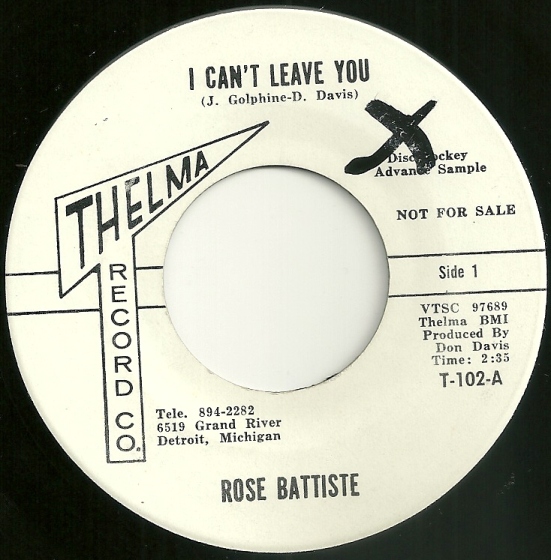 I CAN'T LEAVE YOU
(J. Golphine-D. Davis)
THELMA
RECORD CO.
Disc Jockey
Advance Sample
NOT FOR SALE
Side 1
VTSC 97689
Thelma BMI
Produced By
Don Davis
Time: 2:35
T-102-A
Tele. 894-2282
6519 Grand River
Detroit, Michigan
ROSE BATTISTE